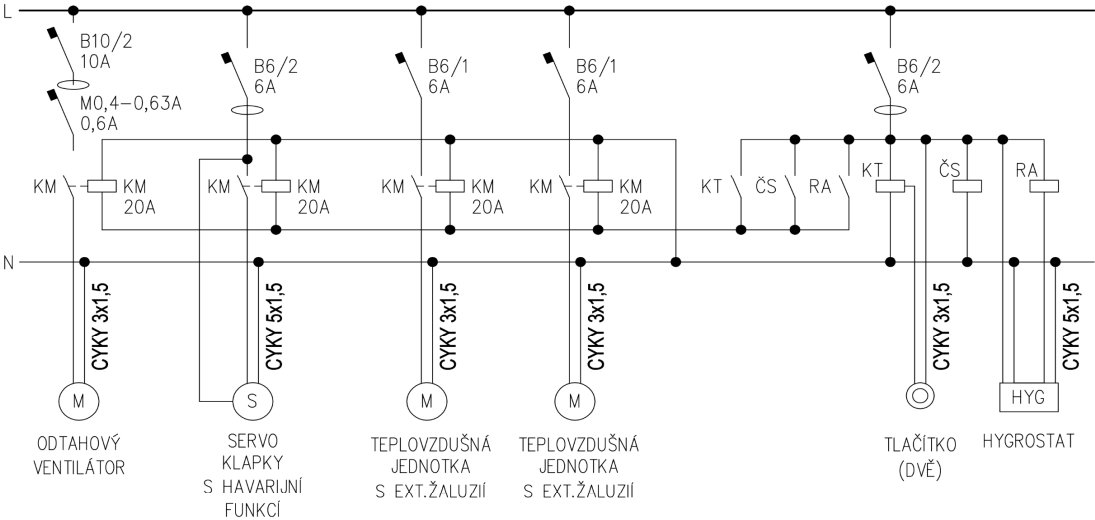 L
B10/2
10A
M0,4-0,63A
0,6A
B6/2
6A
B6/1
6A
B6/1
6A
B6/2
6A
KM
KM
20A
KM
KM
20A
KM
KM
20A
KM
KM
20A
KT
ČS
RA
KT
ČS
RA
N
CYKY 3x1,5
CYKY 5x1,5
CYKY 3x1,5
CYKY 3x1,5
CYKY 3x1,5
CYKY 5x1,5
M
S
M
M
HYG
ODTAHOVÝ
VENTILÁTOR
SERVO
KLAPKY
S HAVARIJNÍ
FUNKCÍ
TEPLOVZDUŠNÁ
JEDNOTKA
S EXT.ŽALUZIÍ
TEPLOVZDUŠNÁ
JEDNOTKA
S EXT.ŽALUZIÍ
TLAČÍTKO
(DVĚ)
HYGROSTAT